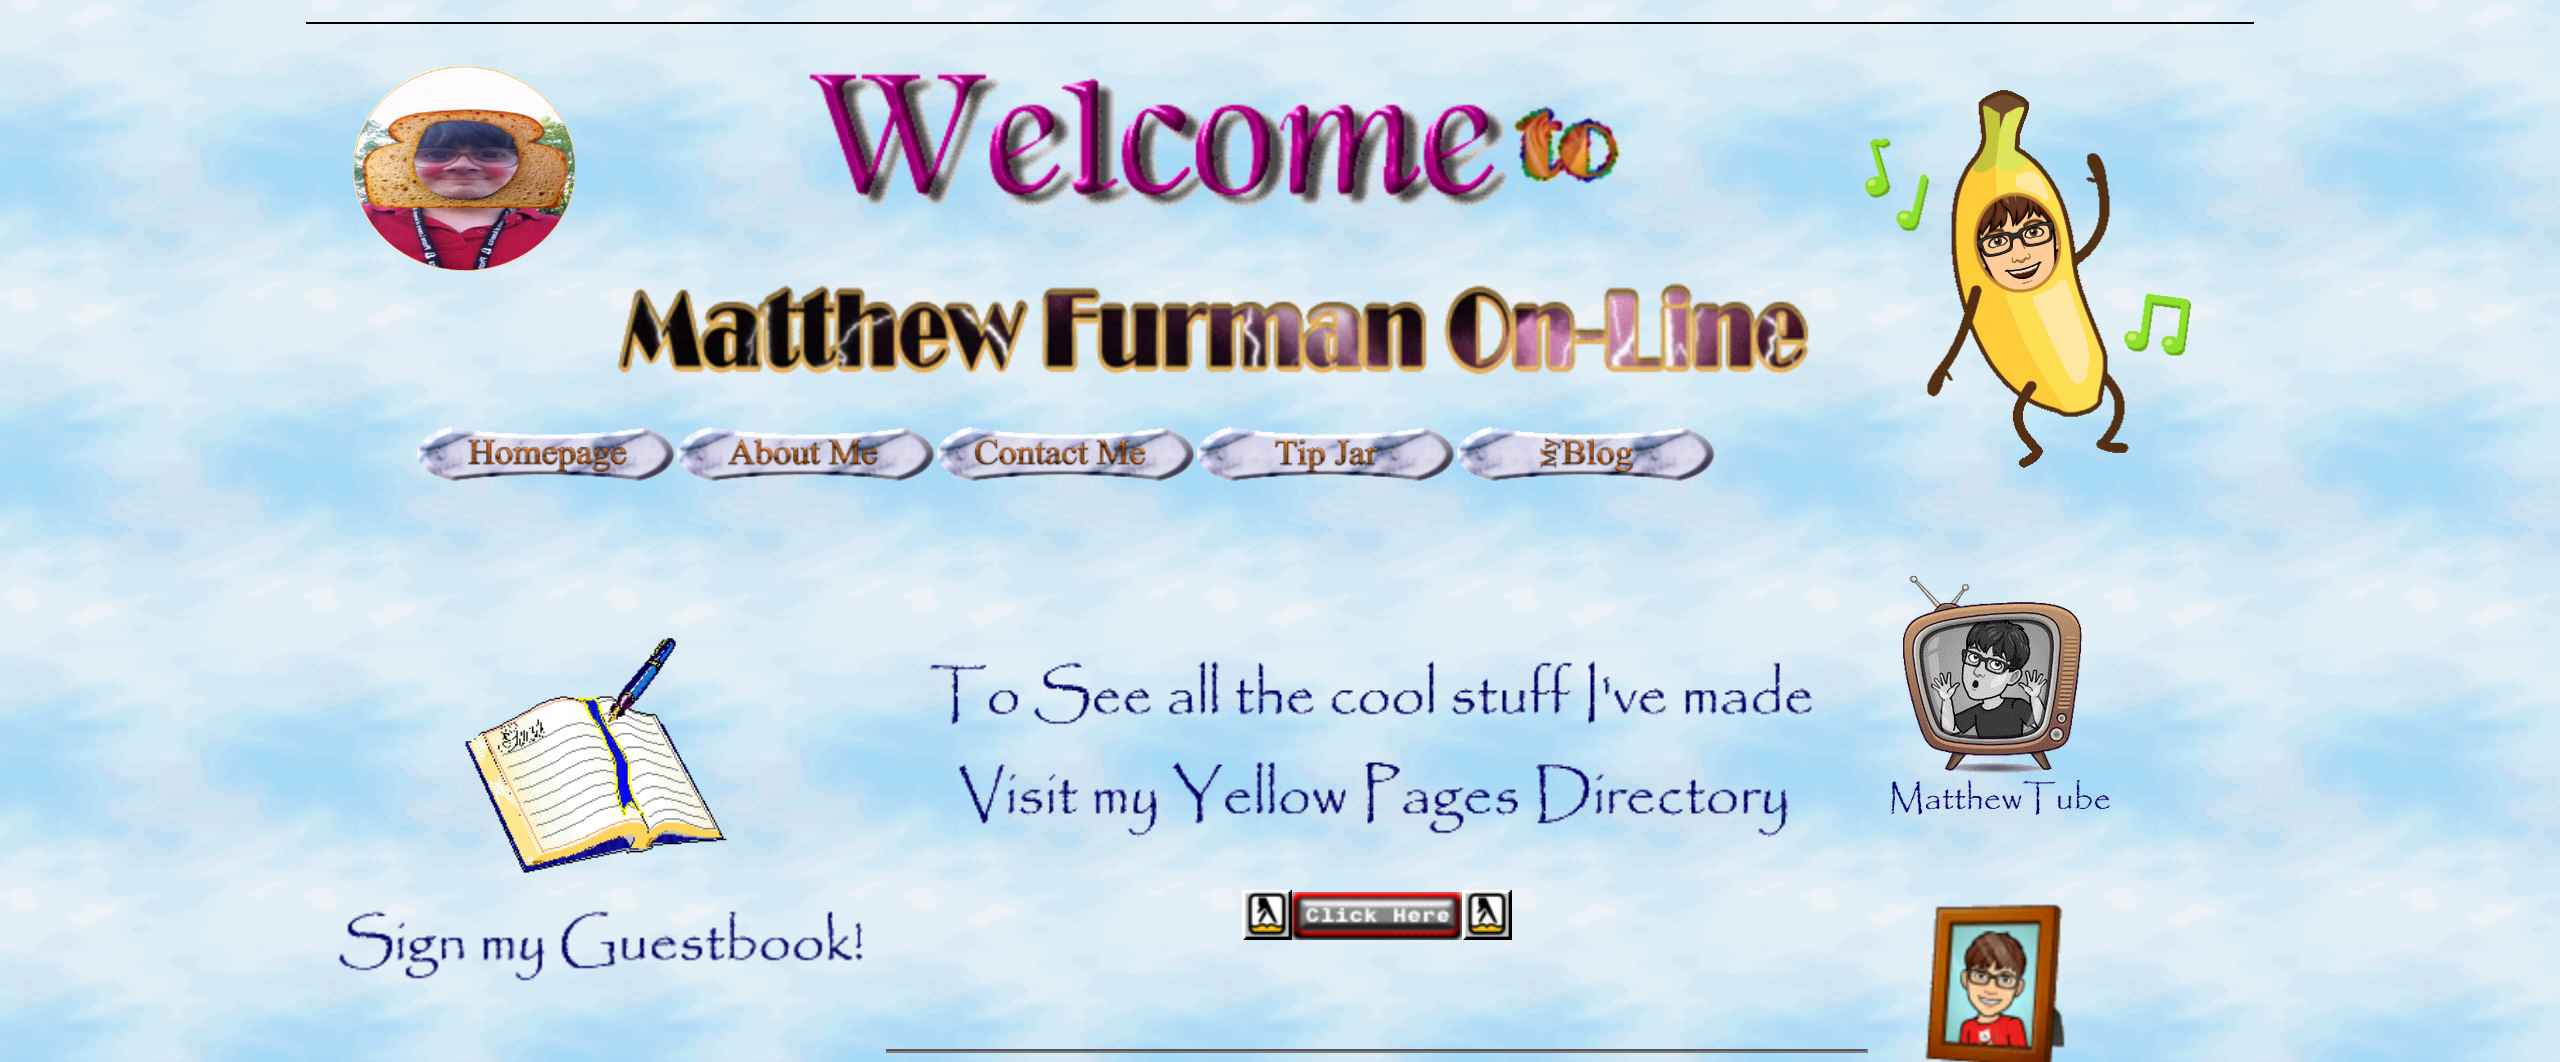 Welcome to
Matthew Furman On-Line
Homepage
About Me
Contact Me
Tip Jar
My Blog
To See all the cool stuff I've made
Visit my Yellow Pages Directory
MatthewTube
Click Here
Sign my Guestbook!